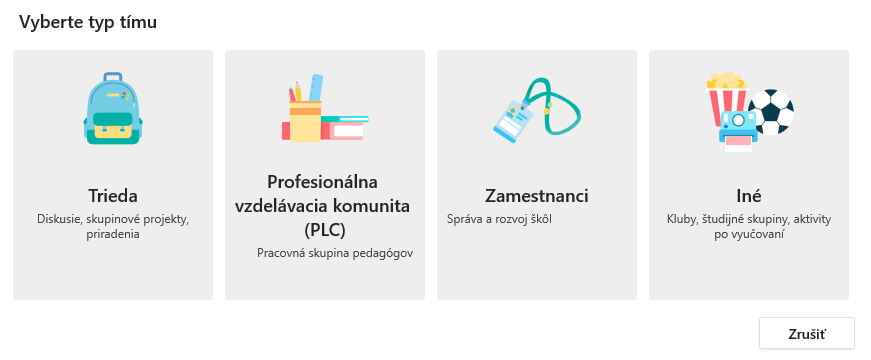 Vyberte typ tímu
Trieda
Diskusie, skupinové projekty,
priradenia
Profesionálna
vzdelávacia komunita
(PLC)
Pracovná skupina pedagógov
Zamestnanci
Správa a rozvoj škôl
Iné
Kluby, študijné skupiny, aktivity
po vyučovaní
Zrušiť